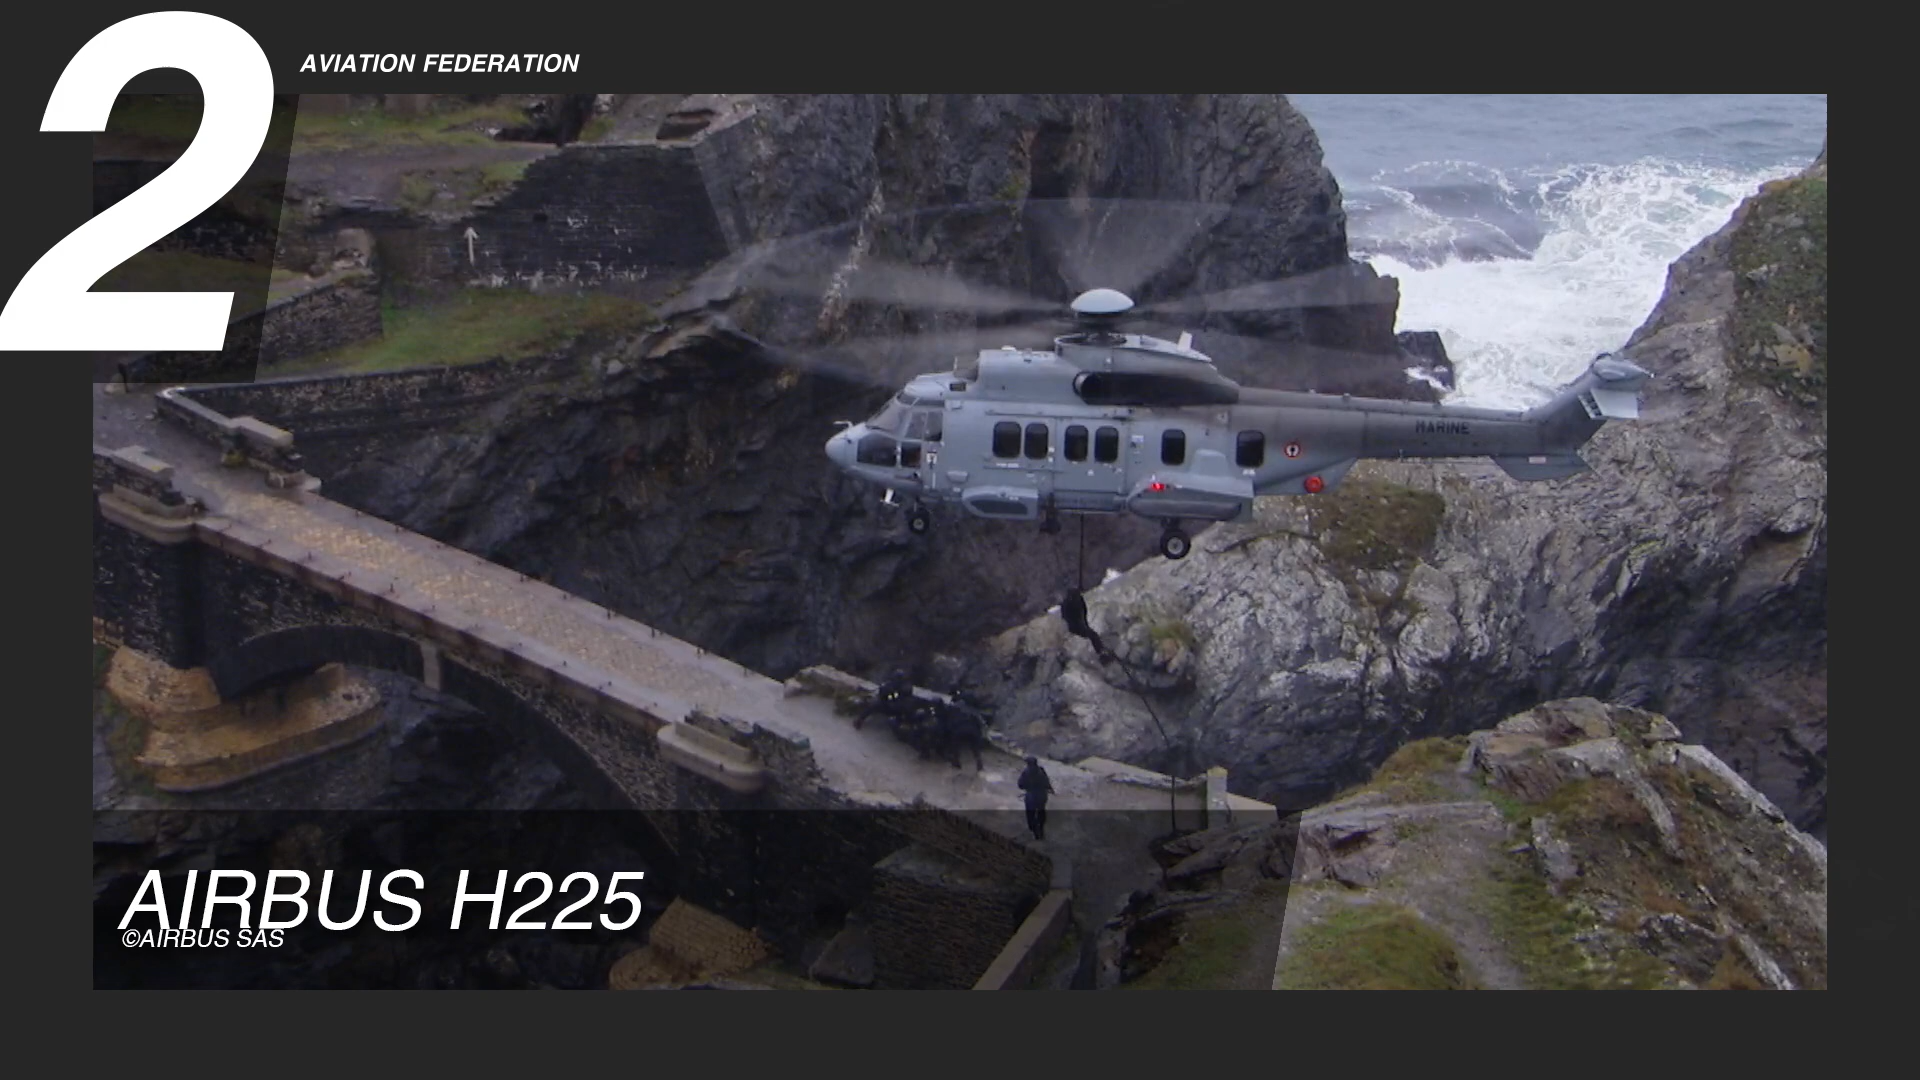 2
AVIATION FEDERATION
MARINE
AIRBUS H225
©AIRBUS SAS